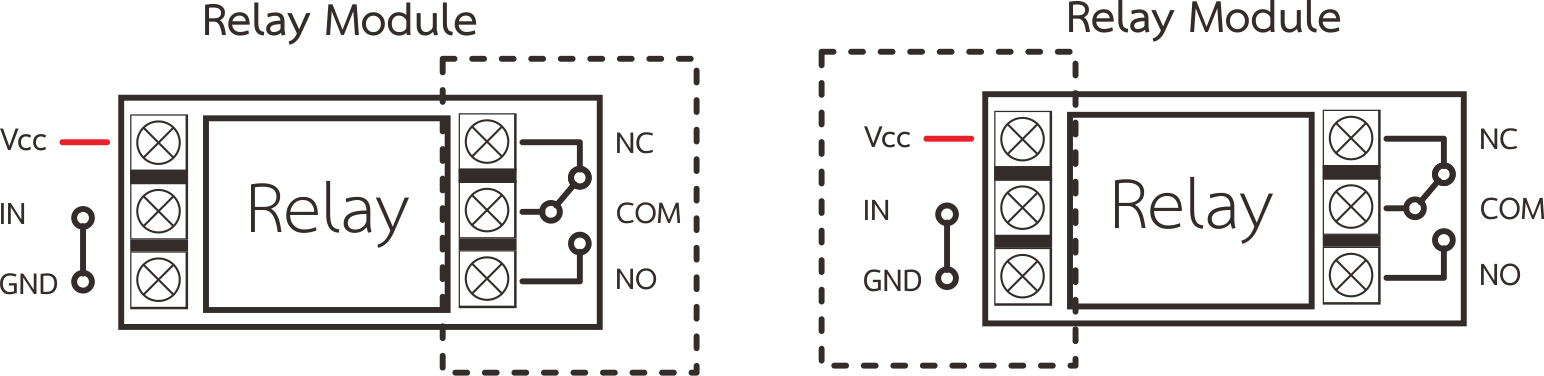 Relay Module
Vcc
IN
GND
Relay
NC
COM
NO
Relay Module
Vcc
IN
GND
Relay
NC
COM
NO